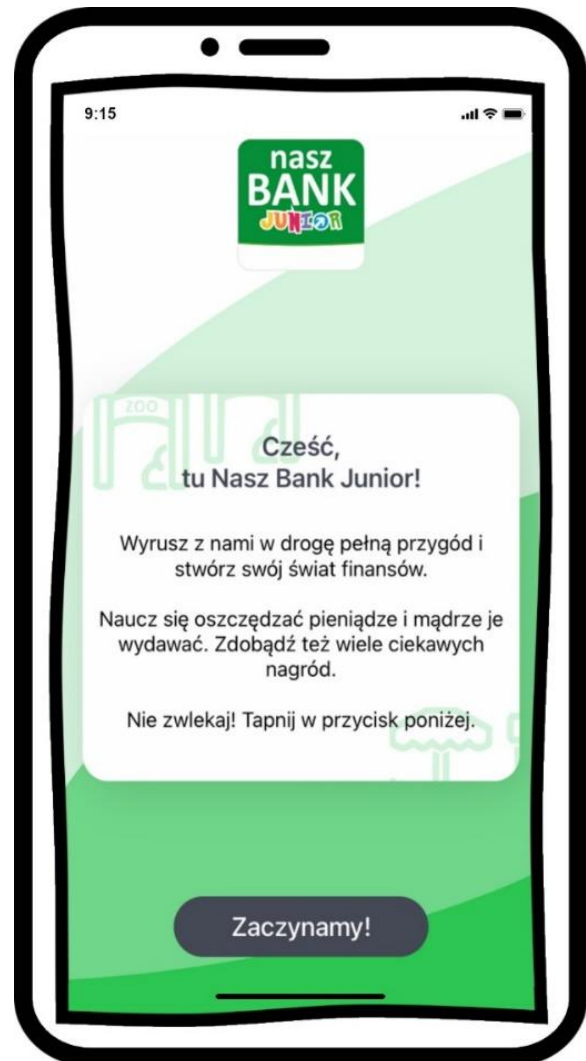 9:15
nasz
BANK
JUNIOR
ZOO
Cześć,
tu Nasz Bank Junior!
Wyrusz z nami w drogę pełną przygód i
stwórz swój świat finansów.
Naucz się oszczędzać pieniądze i mądrze je
wydawać. Zdobądź też wiele ciekawych
nagród.
Nie zwlekaj! Tapnij w przycisk poniżej.
Zaczynamy!